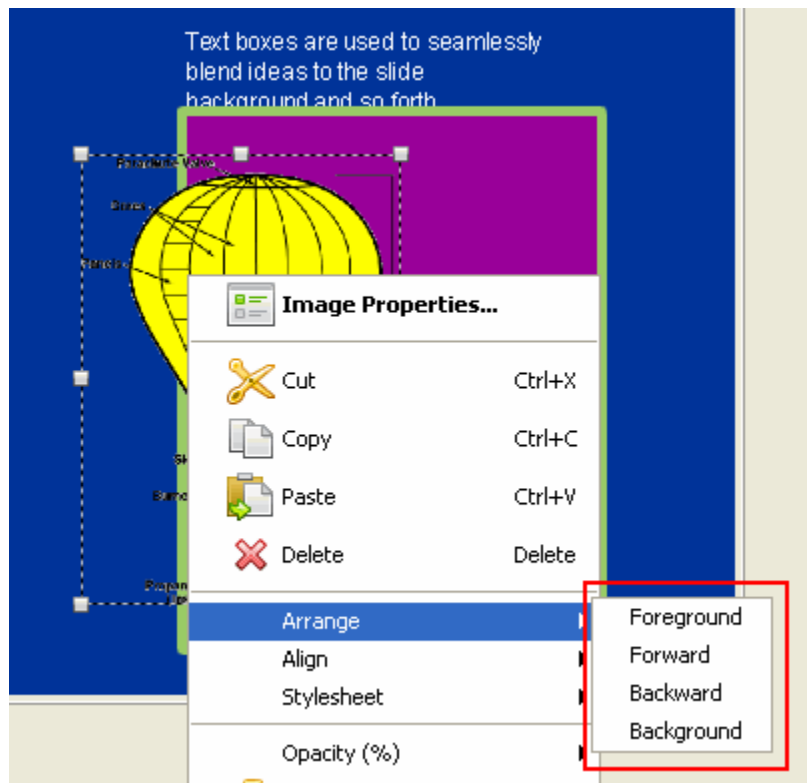 Text boxes are used to seamlessly
blend ideas to the slide
background and so forth
Image Properties...
Cut Ctrl+X
Copy Ctrl+C
Paste Ctrl+V
Delete Delete
Arrange
Align
Stylesheet
Opacity (%)
Foreground
Forward
Backward
Background